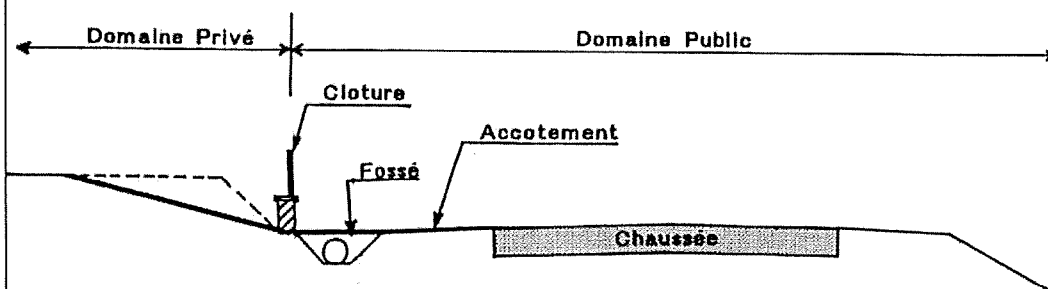 Domaine Privé
Domaine Public
Cloture
Accotement
Fossé
Chaussée